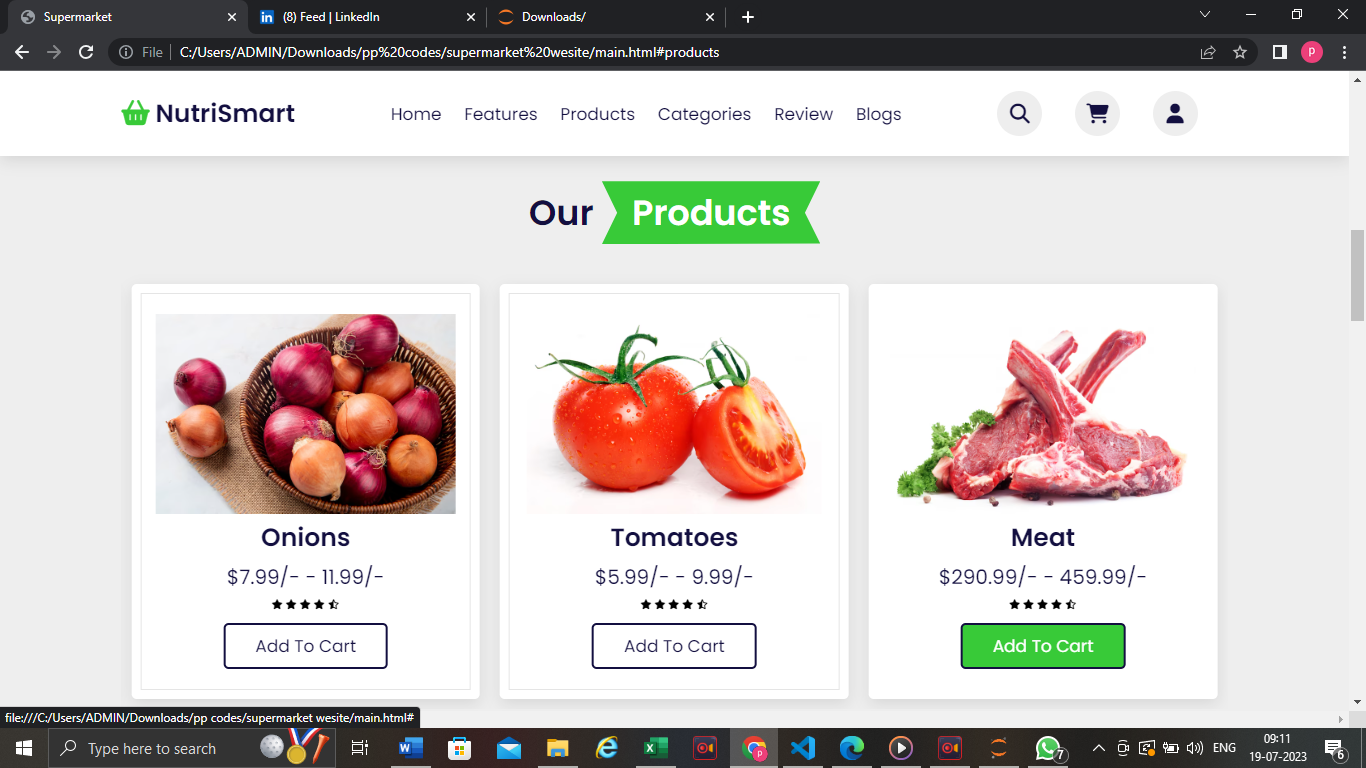 Supermarket
(8) Feed | LinkedIn
Downloads/
File
C:/Users/ADMIN/Downloads/pp%20codes/supermarket%20wesite/main.html#products
p
NutriSmart
Home
Features
Products
Categories
Review
Blogs
Our Products
Onions
$7.99/- - 11.99/-
Add To Cart
Tomatoes
$5.99/- - 9.99/-
Add To Cart
Meat
$290.99/- - 459.99/-
Add To Cart
file:///C:/Users/ADMIN/Downloads/pp codes/supermarket wesite/main.html#
Type here to search
7
ENG
09:11
19-07-2023
6